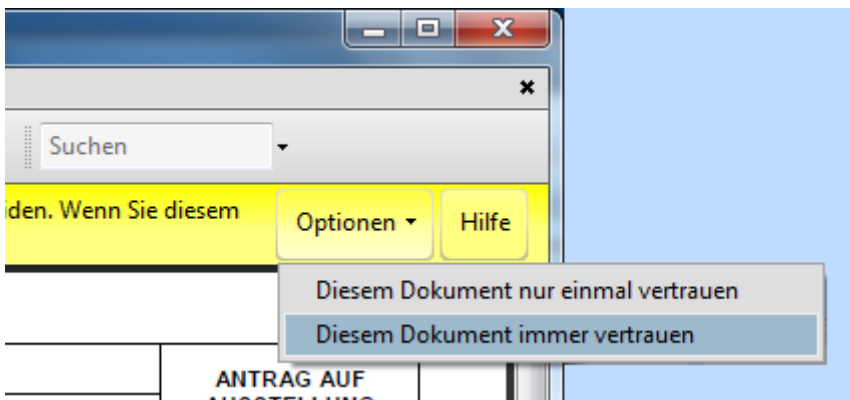 Suchen
iden. Wenn Sie diesem
Optionen
Hilfe
Diesem Dokument nur einmal vertrauen
Diesem Dokument immer vertrauen
ANTRAG AUF